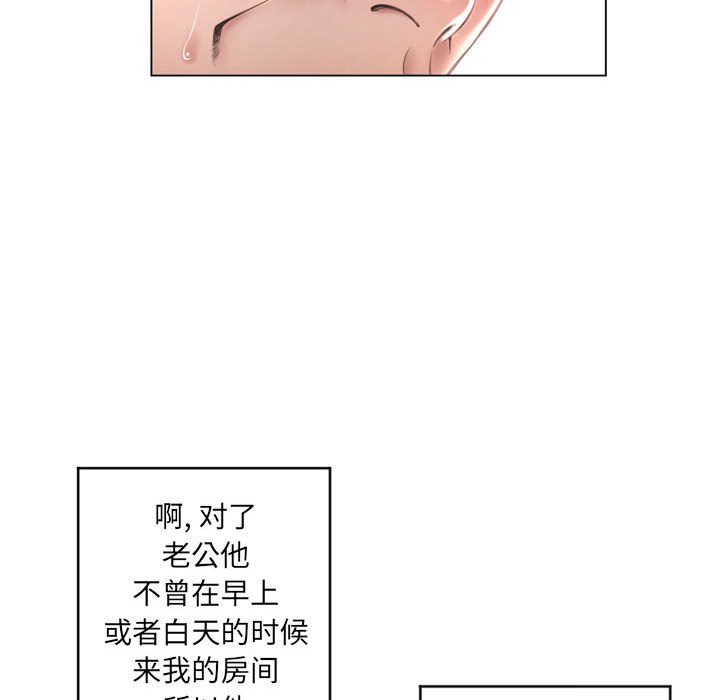 啊, 对了
老公他
不曾在早上
或者白天的时候
来我的房间